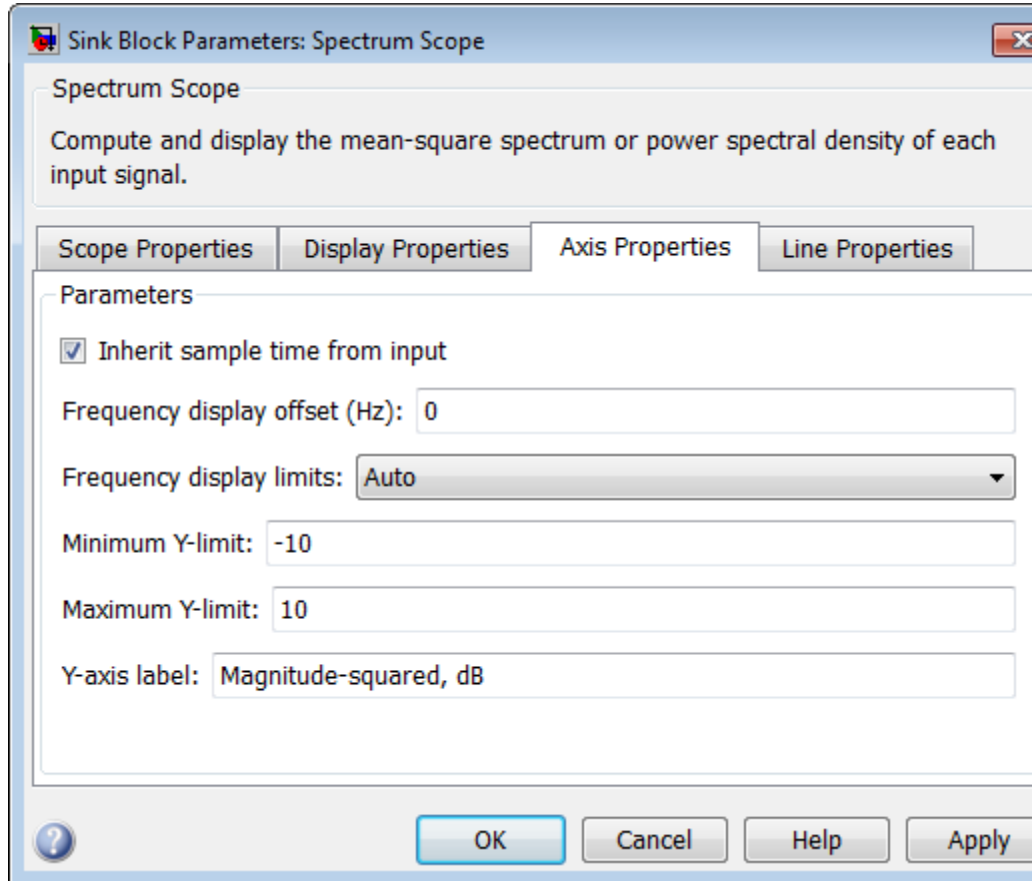 Sink Block Parameters: Spectrum Scope
Spectrum Scope
Compute and display the mean-square spectrum or power spectral density of each
input signal.
Scope Properties
Display Properties
Axis Properties
Line Properties
Parameters
Inherit sample time from input
Frequency display offset (Hz): 0
Frequency display limits: Auto
Minimum Y-limit: -10
Maximum Y-limit: 10
Y-axis label: Magnitude-squared, dB
OK
Cancel
Help
Apply